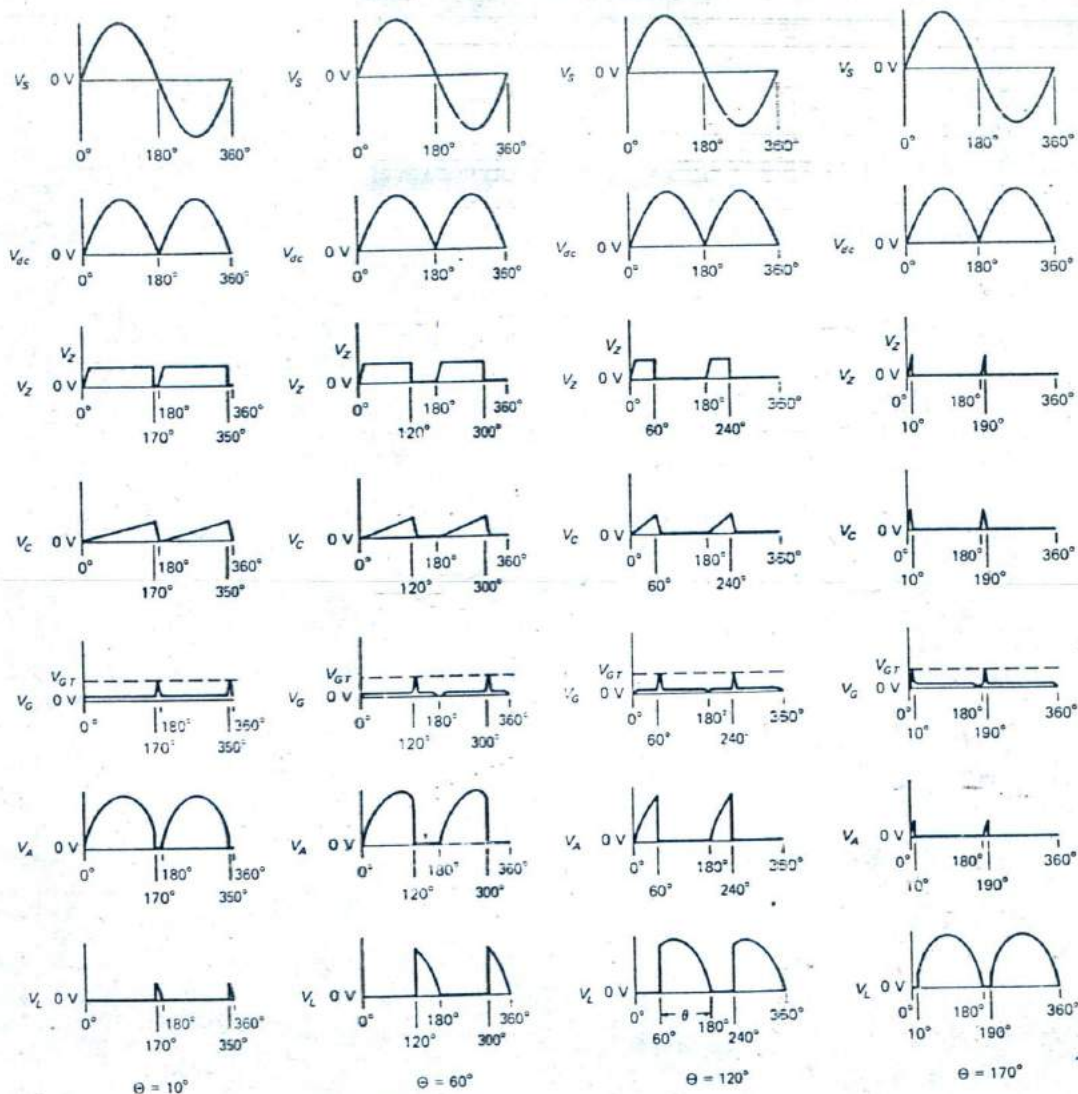 V_S 0 V 0° 180° 360°
0 V 0° 180° 360°
V_S 0 V 0° 180° 360°
V_S 0 V 0° 180° 360°
V_dc 0 V 0° 180° 360°
V_dc 0 V 0° 180° 360°
V_dc 0 V 0° 180° 360°
V_dc 0 V 0° 180° 360°
V_Z
V_Z 0 V 0° 180° 360°
170° 350°
V_Z
V_Z 0 V 0° 180° 360°
120° 300°
V_Z
V_Z 0 V 0° 180° 360°
60° 240°
V_Z
V_Z 0 V 0° 180° 360°
10° 190°
V_C 0 V 0° 180° 360°
170° 350°
V_C 0 V 0° 180° 360°
120° 300°
V_C 0 V 0° 180° 360°
60° 240°
V_C 0 V 0° 180° 360°
10° 190°
V_GT
V_G 0 V 0° 180° 360°
170° 350°
V_GT
V_G 0 V 0° 180° 360°
120° 300°
V_GT
V_G 0 V 0° 180° 360°
60° 240°
V_GT
V_G 0 V 0° 180° 360°
10° 190°
V_A 0 V 0° 180° 360°
170° 350°
V_A 0 V 0° 180° 360°
120° 300°
V_A 0 V 0° 180° 360°
60° 240°
V_A 0 V 0° 180° 360°
10° 190°
V_L 0 V 0° 180° 360°
170° 350°
V_L 0 V 0° 180° 360°
120° 300°
V_L 0 V 0° θ 180° 360°
60° 240°
V_L 0 V 0° 180° 360°
10° 190°
Θ = 10°
Θ = 60°
Θ = 120°
Θ = 170°